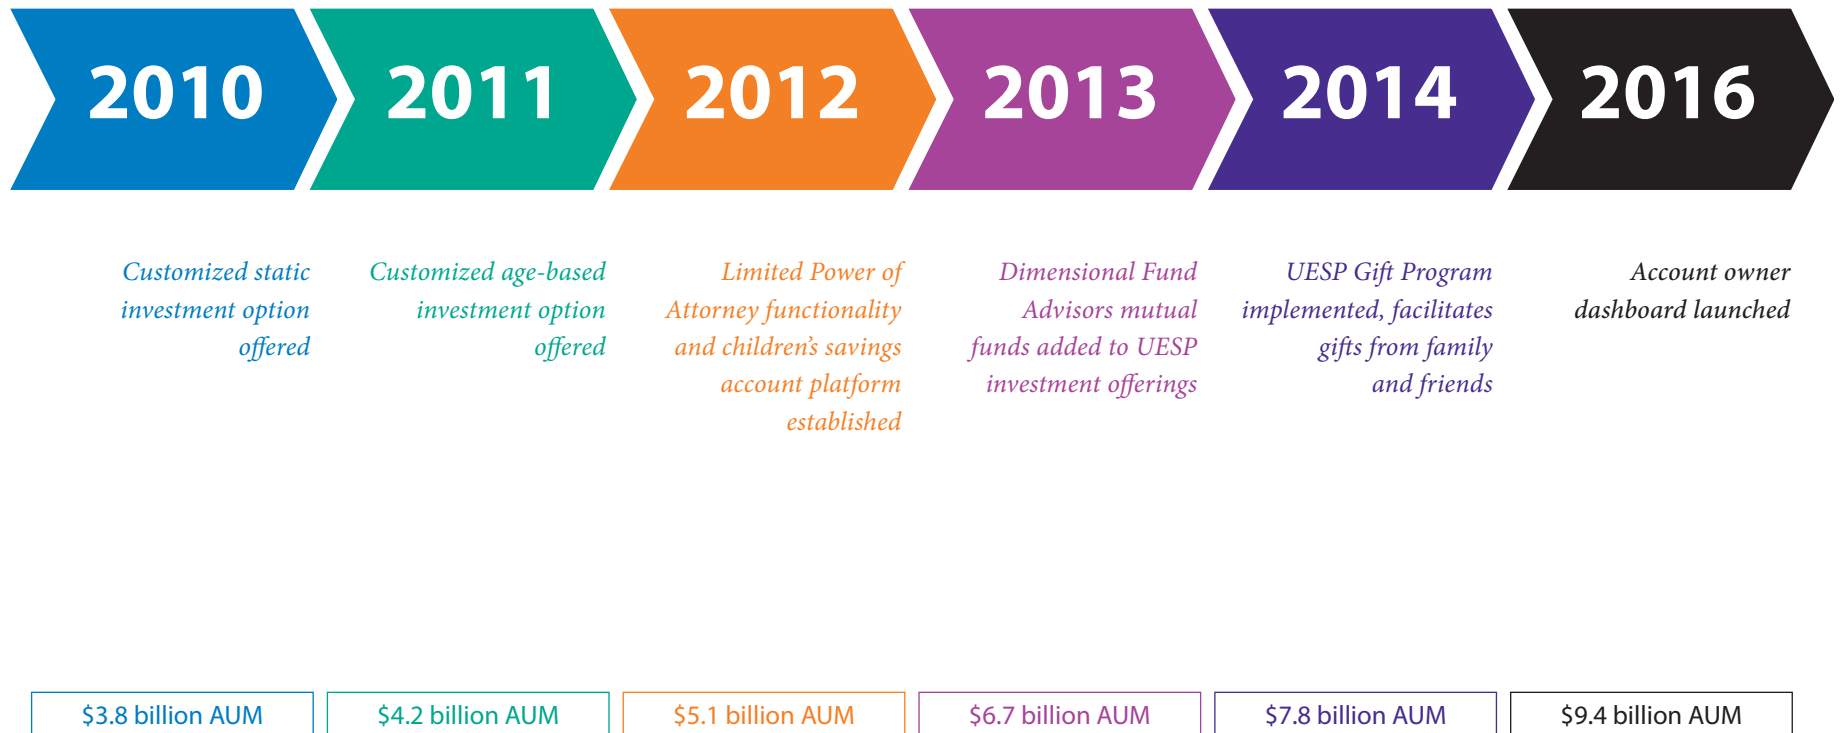 2010
2011
2012
2013
2014
2016
Customized static
investment option
offered
Customized age-based
investment option
offered
Limited Power of
Attorney functionality
and children’s savings
account platform
established
Dimensional Fund
Advisors mutual
funds added to UESP
investment offerings
UESP Gift Program
implemented, facilitates
gifts from family
and friends
Account owner
dashboard launched
$3.8 billion AUM
$4.2 billion AUM
$5.1 billion AUM
$6.7 billion AUM
$7.8 billion AUM
$9.4 billion AUM